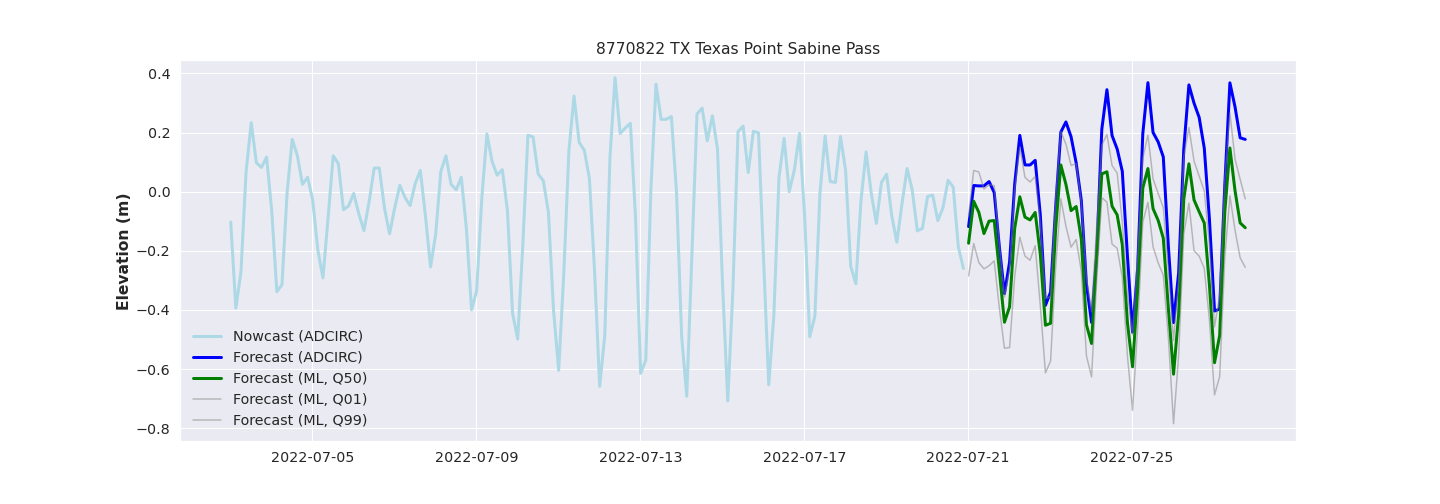 8770822 TX Texas Point Sabine Pass
Elevation (m)
0.4
0.2
0.0
−0.2
−0.4
−0.6
−0.8
Nowcast (ADCIRC)
Forecast (ADCIRC)
Forecast (ML, Q50)
Forecast (ML, Q01)
Forecast (ML, Q99)
2022-07-05 2022-07-09 2022-07-13 2022-07-17 2022-07-21 2022-07-25